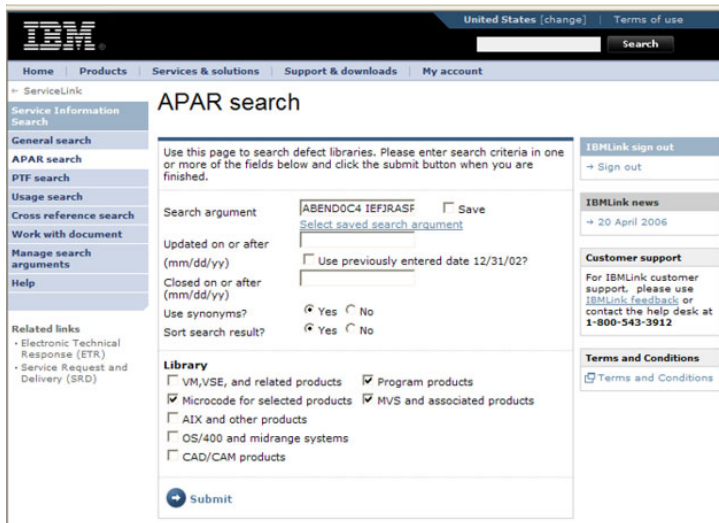 United States [change] | Terms of use
IBM
Search
Home Products Services & solutions Support & downloads My account
← ServiceLink
Service Information
Search
General search
APAR search
PTF search
Usage search
Cross reference search
Work with document
Manage search
arguments
Help
Related links
· Electronic Technical
Response (ETR)
· Service Request and
Delivery (SRD)
APAR search
Use this page to search defect libraries. Please enter search criteria in one
or more of the fields below and click the submit button when you are
finished.
Search argument ABEND0C4 IEFJRASP Save
Select saved search argument
Updated on or after
(mm/dd/yy) Use previously entered date 12/31/02?
Closed on or after
(mm/dd/yy)
Use synonyms? Yes No
Sort search result? Yes No
Library
VM,VSE, and related products Program products
Microcode for selected products MVS and associated products
AIX and other products
OS/400 and midrange systems
CAD/CAM products
Submit
IBMLink sign out
→ Sign out
IBMLink news
→ 20 April 2006
Customer support
For IBMLink customer
support, please use
IBMLink feedback or
contact the help desk at
1-800-543-3912
Terms and Conditions
Terms and Conditions